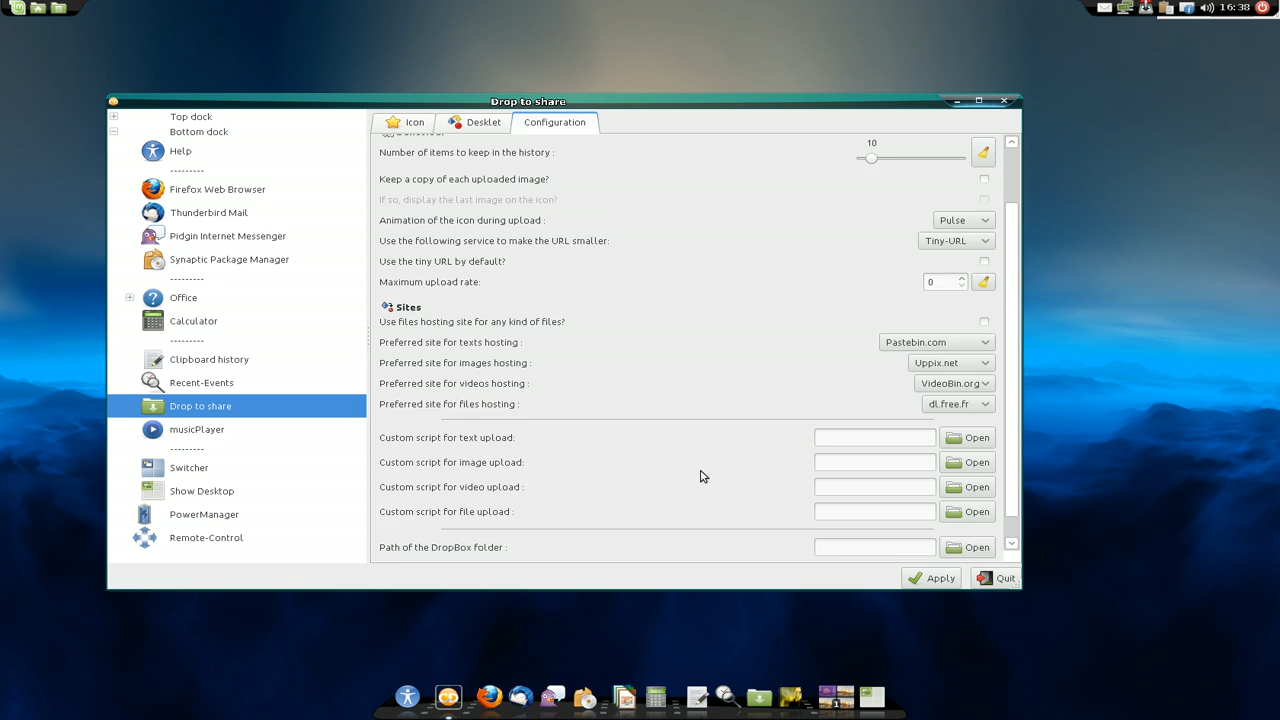 16:38
Drop to share
Top dock
Bottom dock
Help
---------
Firefox Web Browser
Thunderbird Mail
Pidgin Internet Messenger
Synaptic Package Manager
---------
Office
Calculator
---------
Clipboard history
Recent-Events
Drop to share
musicPlayer
---------
Switcher
Show Desktop
PowerManager
Remote-Control
Icon
Desklet
Configuration
Number of items to keep in the history :
10
Keep a copy of each uploaded image?
If so, display the last image on the icon?
Animation of the icon during upload :
Pulse
Use the following service to make the URL smaller:
Tiny-URL
Use the tiny URL by default?
Maximum upload rate:
0
Sites
Use files hosting site for any kind of files?
Preferred site for texts hosting :
Pastebin.com
Preferred site for images hosting :
Uppix.net
Preferred site for videos hosting :
VideoBin.org
Preferred site for files hosting :
dl.free.fr
Custom script for text upload:
Open
Custom script for image upload:
Open
Custom script for video upload :
Open
Custom script for file upload :
Open
Path of the DropBox folder :
Open
Apply
Quit
1